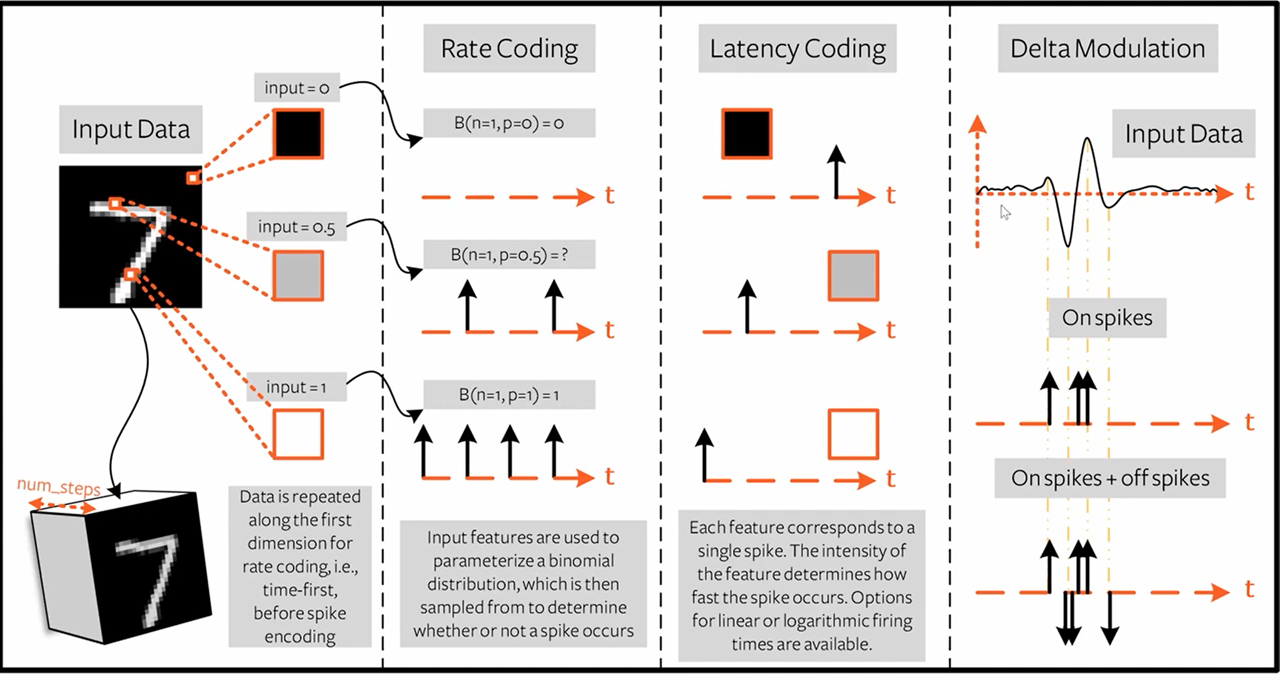 Input Data
input = 0
input = 0.5
input = 1
num_steps
Data is repeated
along the first
dimension for
rate coding, i.e.,
time-first,
before spike
encoding
Rate Coding
B(n=1, p=0) = 0
t
B(n=1, p=0.5) = ?
t
B(n=1, p=1) = 1
t
Input features are used to
parameterize a binomial
distribution, which is then
sampled from to determine
whether or not a spike occurs
Latency Coding
t
t
t
Each feature corresponds to a
single spike. The intensity of
the feature determines how
fast the spike occurs. Options
for linear or logarithmic firing
times are available.
Delta Modulation
Input Data
t
On spikes
t
On spikes + off spikes
t